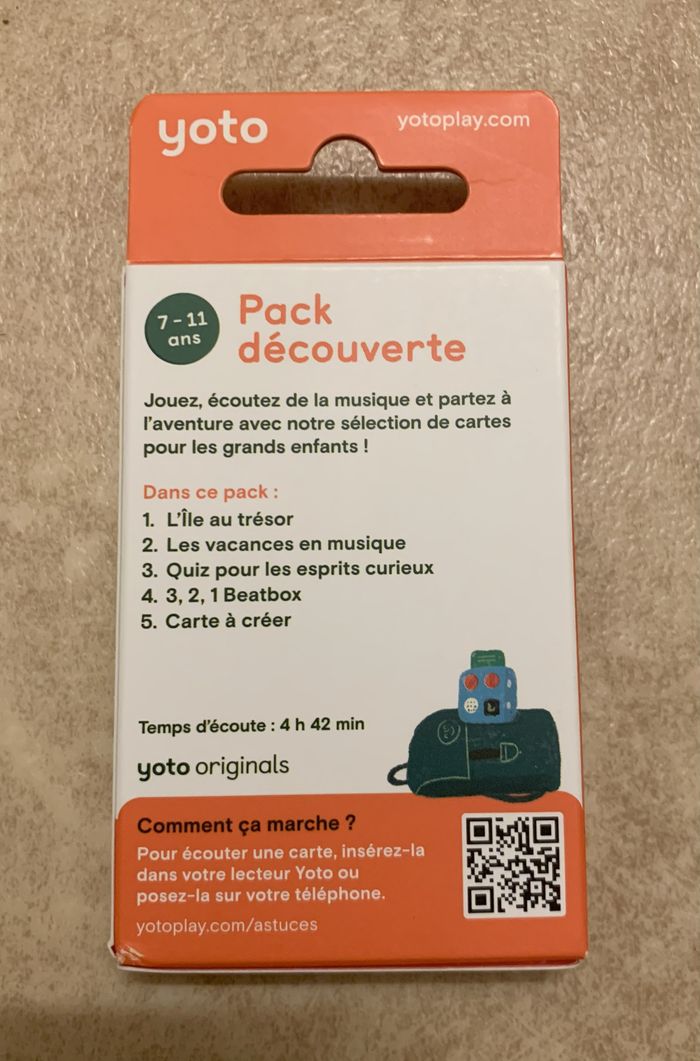 yoto
yotoplay.com
7 – 11
ans
Pack
découverte
Jouez, écoutez de la musique et partez à
l'aventure avec notre sélection de cartes
pour les grands enfants !
Dans ce pack :
1. L'Île au trésor
2. Les vacances en musique
3. Quiz pour les esprits curieux
4. 3, 2, 1 Beatbox
5. Carte à créer
Temps d'écoute : 4 h 42 min
yoto originals
Comment ça marche ?
Pour écouter une carte, insérez-la
dans votre lecteur Yoto ou
posez-la sur votre téléphone.
yotoplay.com/astuces